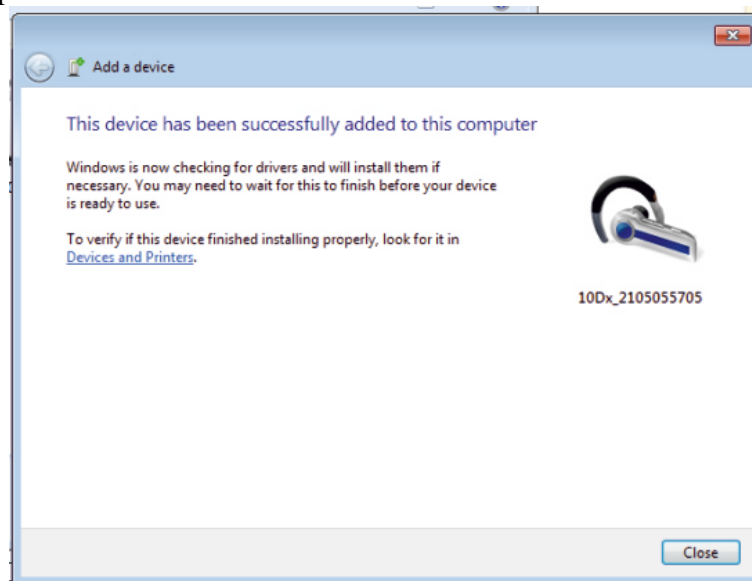 Add a device
This device has been successfully added to this computer
Windows is now checking for drivers and will install them if
necessary. You may need to wait for this to finish before your device
is ready to use.
To verify if this device finished installing properly, look for it in
Devices and Printers.
10Dx_2105055705
Close